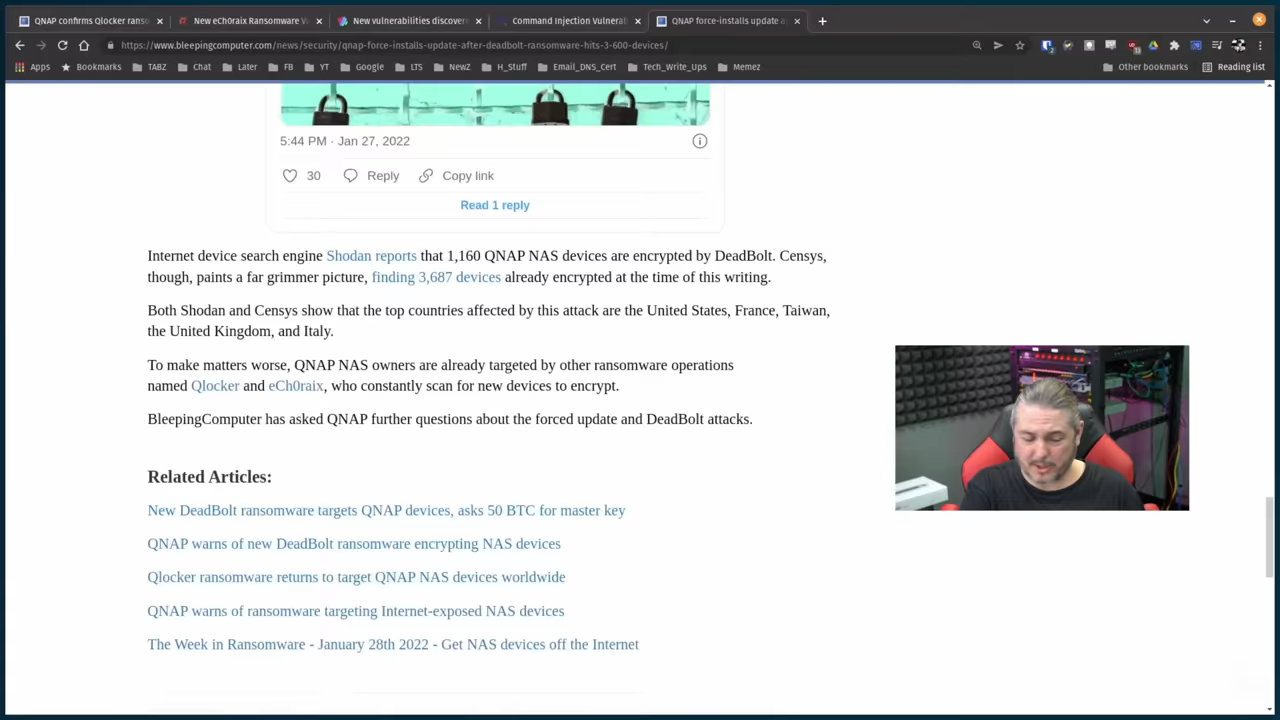 QNAP confirms Qlocker ranso
New eCh0raix Ransomware V
New vulnerabilities discover
Command Injection Vulnerab
QNAP force-installs update a
https://www.bleepingcomputer.com/news/security/qnap-force-installs-update-after-deadbolt-ransomware-hits-3-600-devices/
Apps Bookmarks TABZ Chat Later FB YT Google LTS NewZ H_Stuff Email_DNS_Cert Tech_Write_Ups Memez Other bookmarks Reading list
5:44 PM · Jan 27, 2022
30 Reply Copy link
Read 1 reply
Internet device search engine Shodan reports that 1,160 QNAP NAS devices are encrypted by DeadBolt. Censys,
though, paints a far grimmer picture, finding 3,687 devices already encrypted at the time of this writing.
Both Shodan and Censys show that the top countries affected by this attack are the United States, France, Taiwan,
the United Kingdom, and Italy.
To make matters worse, QNAP NAS owners are already targeted by other ransomware operations
named Qlocker and eCh0raix, who constantly scan for new devices to encrypt.
BleepingComputer has asked QNAP further questions about the forced update and DeadBolt attacks.
Related Articles:
New DeadBolt ransomware targets QNAP devices, asks 50 BTC for master key
QNAP warns of new DeadBolt ransomware encrypting NAS devices
Qlocker ransomware returns to target QNAP NAS devices worldwide
QNAP warns of ransomware targeting Internet-exposed NAS devices
The Week in Ransomware - January 28th 2022 - Get NAS devices off the Internet